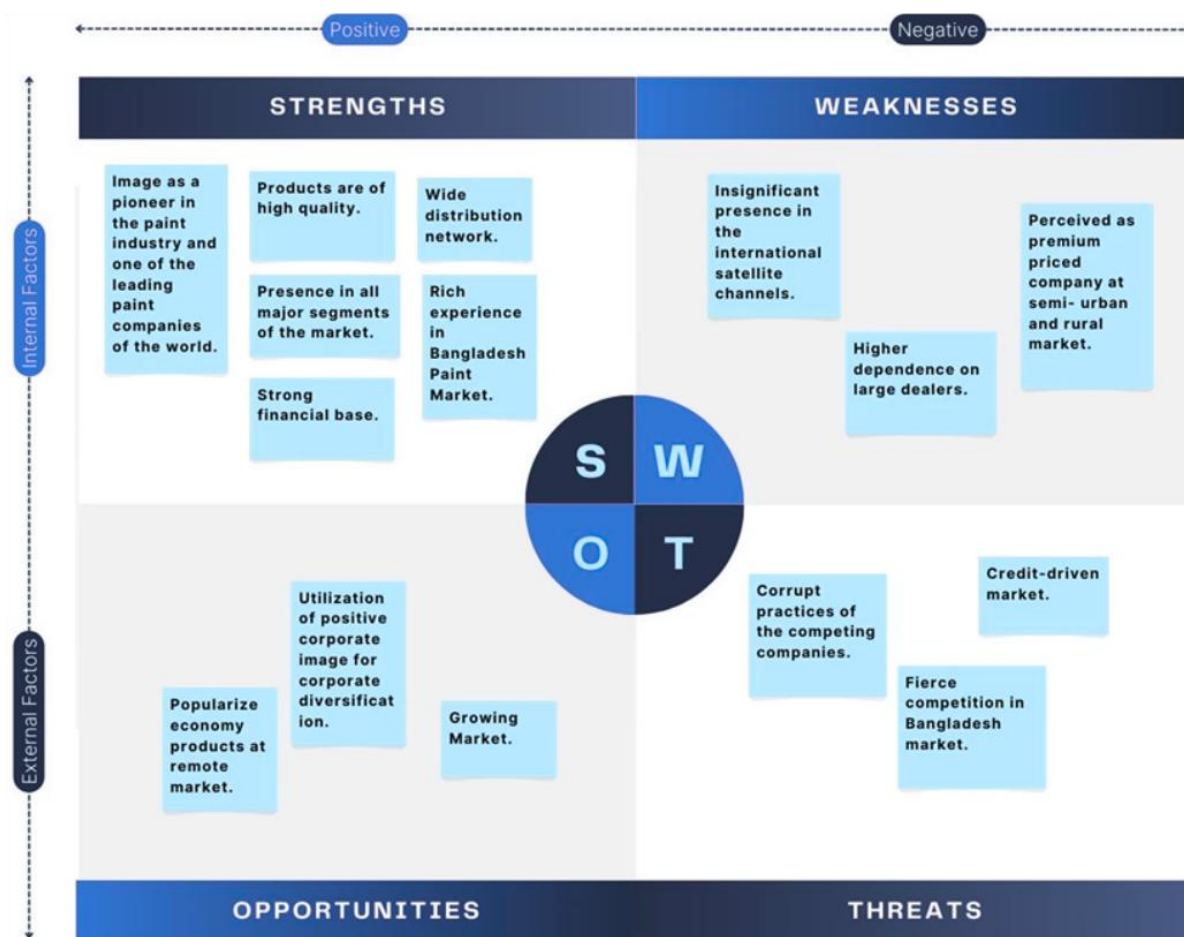 Positive
Negative
STRENGTHS
WEAKNESSES
Internal Factors
Image as a
pioneer in
the paint
industry and
one of the
leading
paint
companies
of the world.
Products are of
high quality.
Wide
distribution
network.
Presence in all
major segments
of the market.
Rich
experience
in
Bangladesh
Paint
Market.
Strong
financial base.
Insignificant
presence in
the
international
satellite
channels.
Perceived as
premium
priced
company at
semi- urban
and rural
market.
Higher
dependence on
large dealers.
S
W
O
T
External Factors
Utilization
of positive
corporate
image for
corporate
diversificat
ion.
Popularize
economy
products at
remote
market.
Growing
Market.
Corrupt
practices of
the competing
companies.
Credit-driven
market.
Fierce
competition in
Bangladesh
market.
OPPORTUNITIES
THREATS